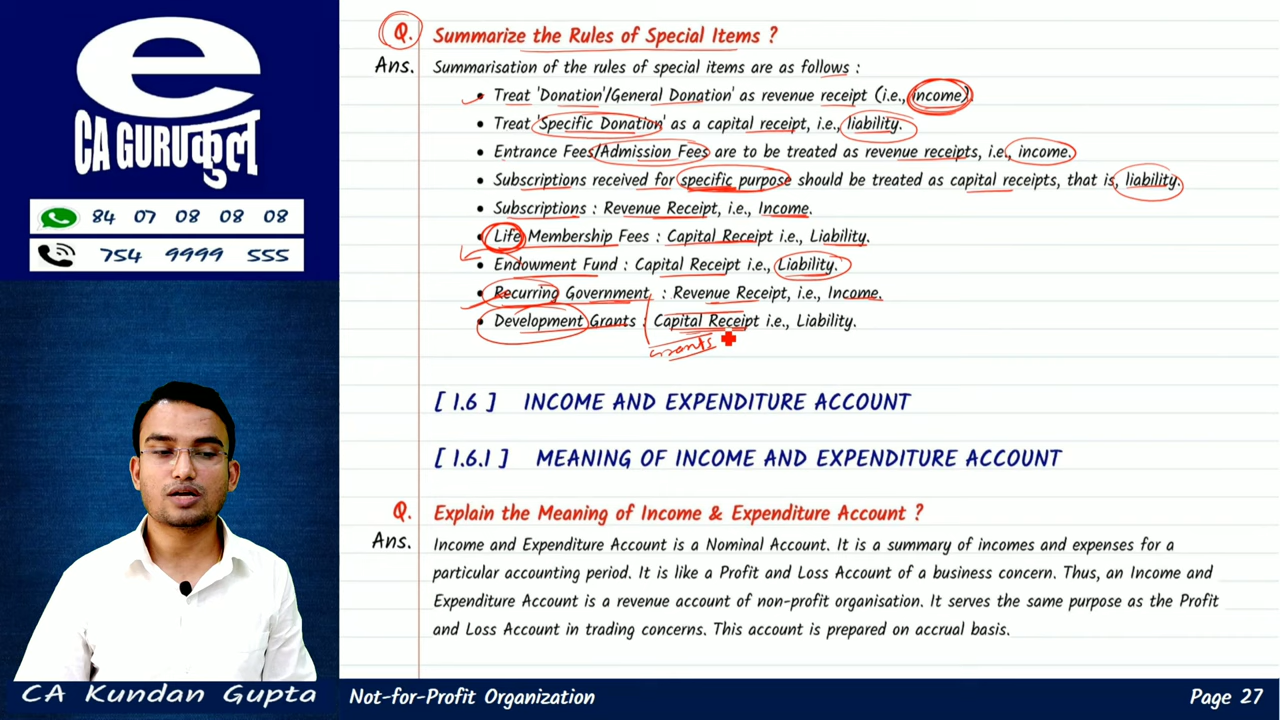 e
CA GURUकुल
84 07 08 08 08
754 9999 555
Q. Summarize the Rules of Special Items ?
Ans. Summarisation of the rules of special items are as follows :
• Treat 'Donation'/General Donation' as revenue receipt (i.e., income).
• Treat 'Specific Donation' as a capital receipt, i.e., liability.
• Entrance Fees/Admission Fees are to be treated as revenue receipts, i.e., income.
• Subscriptions received for specific purpose should be treated as capital receipts, that is, liability.
• Subscriptions : Revenue Receipt, i.e., Income.
• Life Membership Fees : Capital Receipt i.e., Liability.
• Endowment Fund : Capital Receipt i.e., Liability.
• Recurring Government : Revenue Receipt, i.e., Income.
• Development Grants : Capital Receipt i.e., Liability.
Grants
[ 1.6 ] INCOME AND EXPENDITURE ACCOUNT
[ 1.6.1 ] MEANING OF INCOME AND EXPENDITURE ACCOUNT
Q. Explain the Meaning of Income & Expenditure Account ?
Ans. Income and Expenditure Account is a Nominal Account. It is a summary of incomes and expenses for a
particular accounting period. It is like a Profit and Loss Account of a business concern. Thus, an Income and
Expenditure Account is a revenue account of non-profit organisation. It serves the same purpose as the Profit
and Loss Account in trading concerns. This account is prepared on accrual basis.
CA Kundan Gupta
Not-for-Profit Organization
Page 27